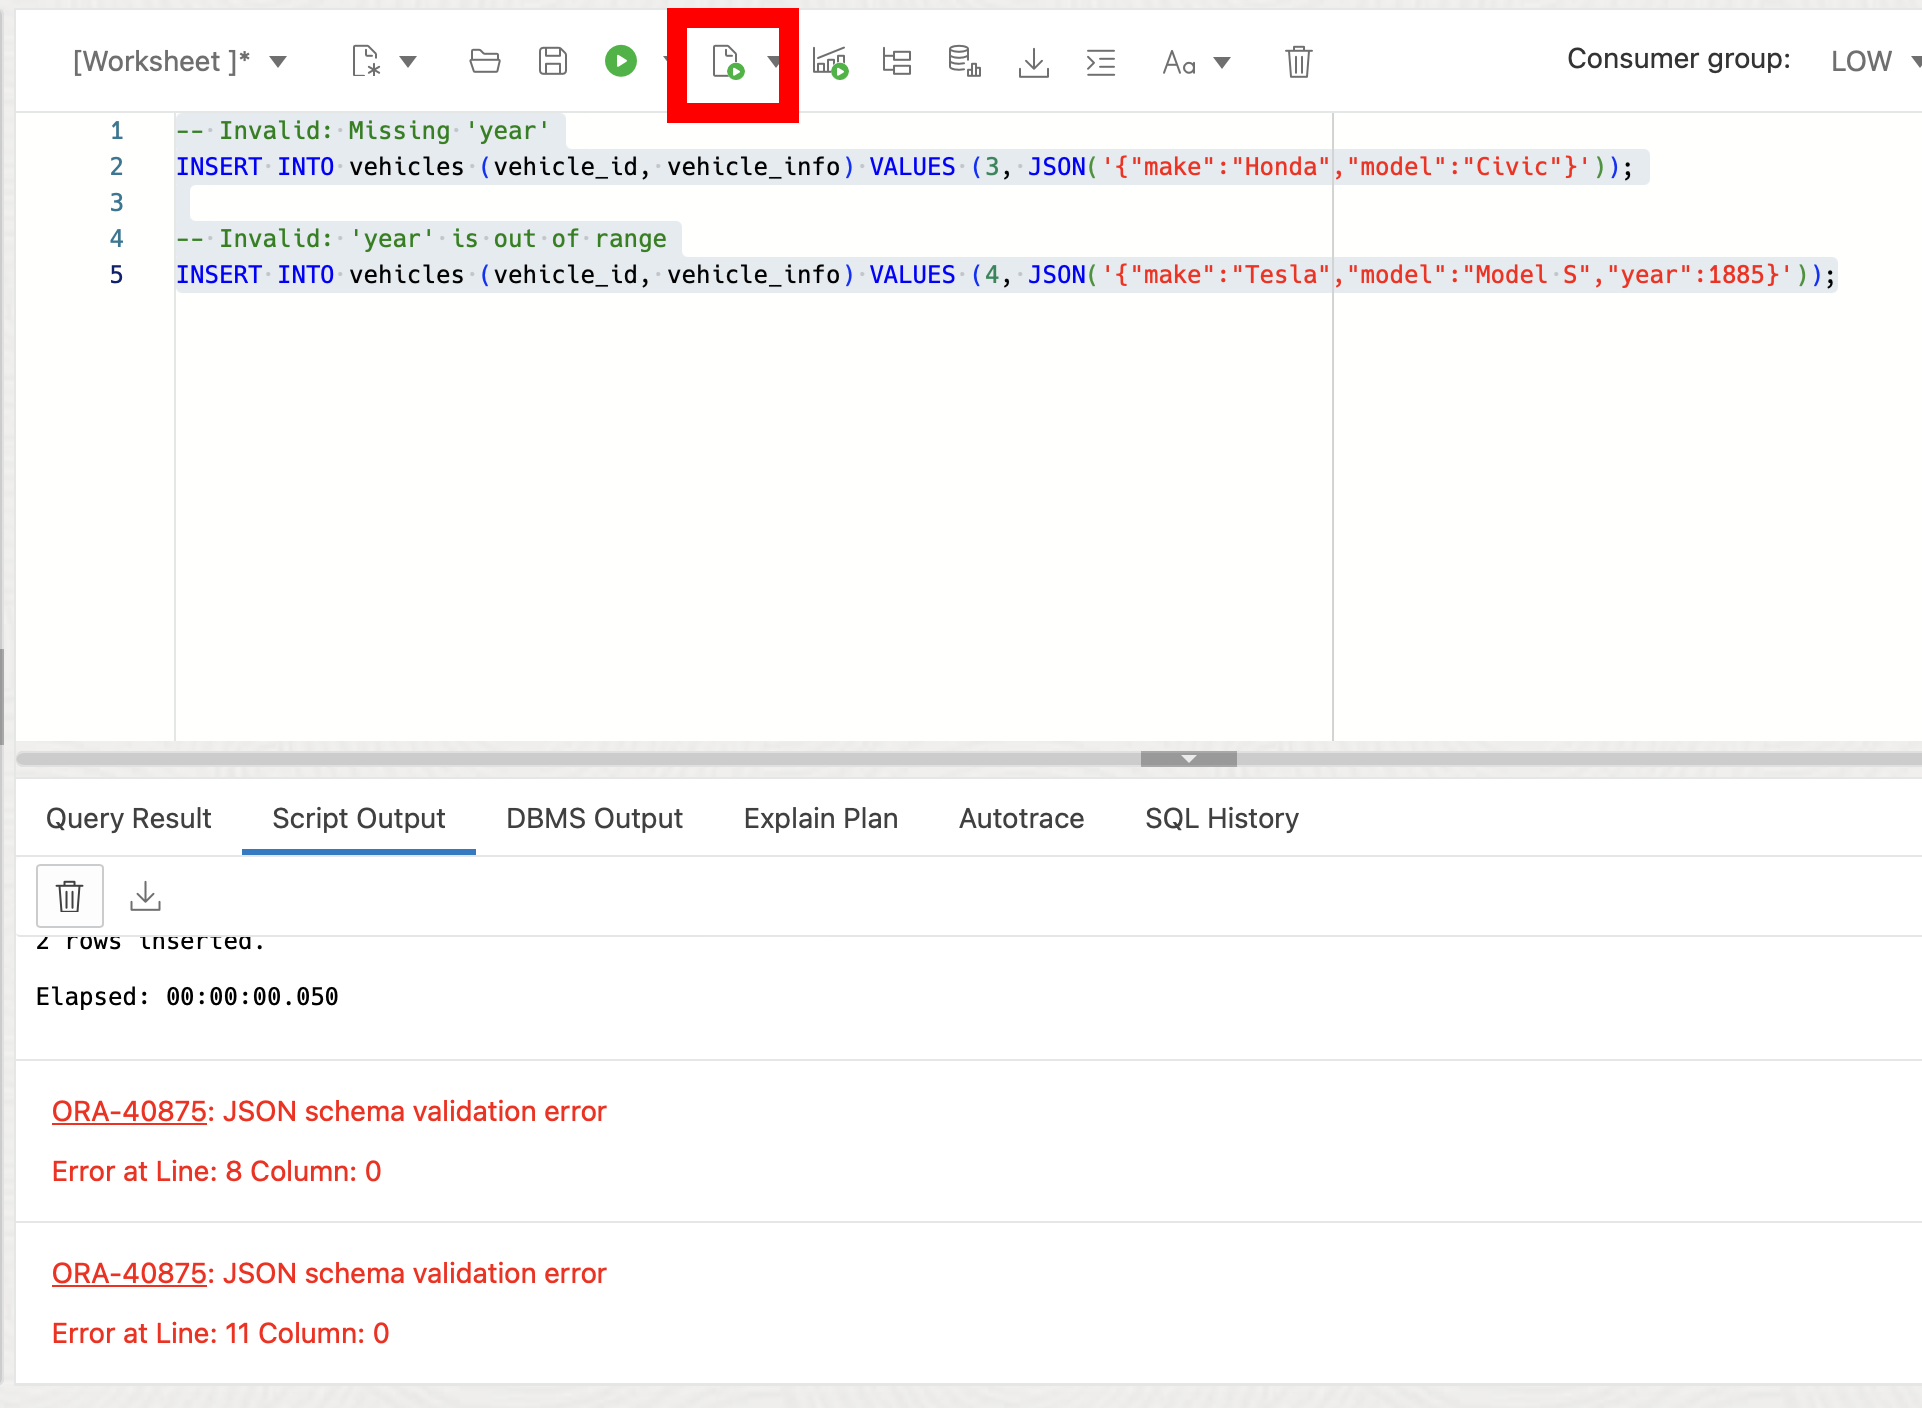 [Worksheet ]*
Aa
Consumer group: LOW
1 -- Invalid: Missing 'year'
2 INSERT INTO vehicles (vehicle_id, vehicle_info) VALUES (3, JSON('{"make":"Honda","model":"Civic"}'));
3
4 -- Invalid: 'year' is out of range
5 INSERT INTO vehicles (vehicle_id, vehicle_info) VALUES (4, JSON('{"make":"Tesla","model":"Model S","year":1885}'));
Query Result Script Output DBMS Output Explain Plan Autotrace SQL History
2 rows inserted.
Elapsed: 00:00:00.050
ORA-40875: JSON schema validation error
Error at Line: 8 Column: 0
ORA-40875: JSON schema validation error
Error at Line: 11 Column: 0